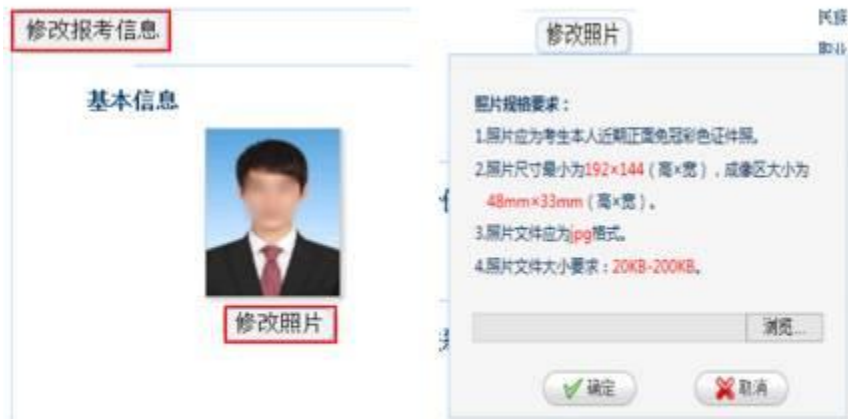 修改报考信息
基本信息
修改照片
修改照片
民族
职业
照片规格要求：
1.照片应为考生本人近期正面免冠彩色证件照。
2.照片尺寸最小为192×144（高×宽）, 成像区大小为
48mm×33mm（高×宽）。
3.照片文件应为jpg格式。
4.照片文件大小要求：20KB-200KB。
浏览...
确定
取消